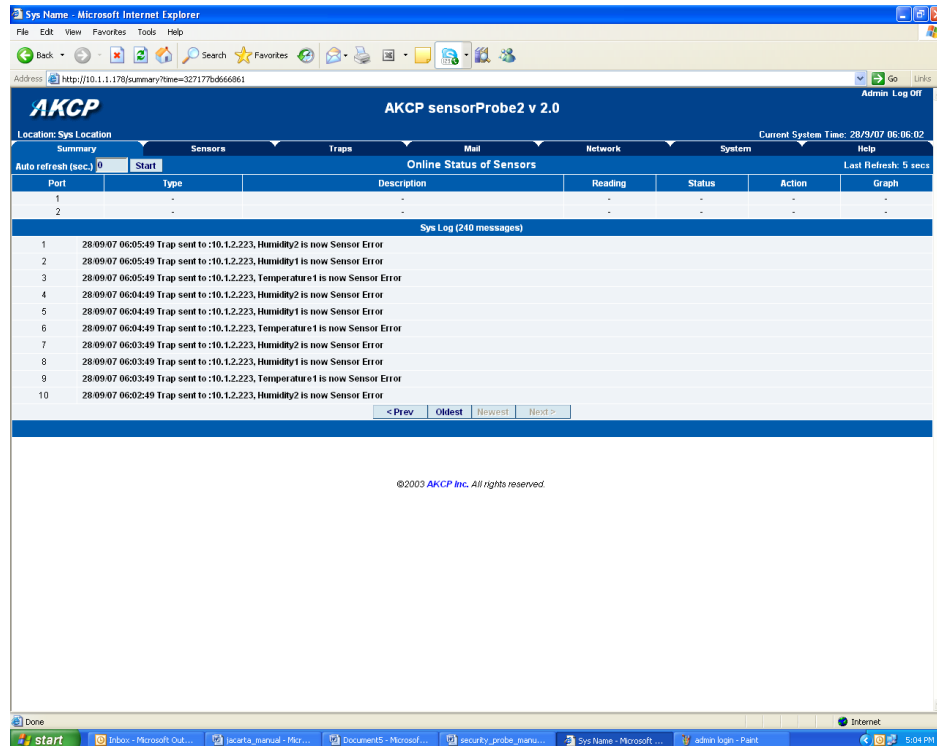 Sys Name - Microsoft Internet Explorer
File Edit View Favorites Tools Help
Back Search Favorites
Address http://10.1.1.178/summary?time=327177bd666861 Go Links
Admin Log Off
AKCP AKCP sensorProbe2 v 2.0
Location: Sys Location Current System Time: 28/9/07 06:06:02
Summary Sensors Traps Mail Network System Help
Auto refresh (sec.) 0 Start Online Status of Sensors Last Refresh: 5 secs
Port Type Description Reading Status Action Graph
1 - - - - - -
2 - - - - - -
Sys Log (240 messages)
1 28/09/07 06:05:49 Trap sent to :10.1.2.223, Humidity2 is now Sensor Error
2 28/09/07 06:05:49 Trap sent to :10.1.2.223, Humidity1 is now Sensor Error
3 28/09/07 06:05:49 Trap sent to :10.1.2.223, Temperature1 is now Sensor Error
4 28/09/07 06:04:49 Trap sent to :10.1.2.223, Humidity2 is now Sensor Error
5 28/09/07 06:04:49 Trap sent to :10.1.2.223, Humidity1 is now Sensor Error
6 28/09/07 06:04:49 Trap sent to :10.1.2.223, Temperature1 is now Sensor Error
7 28/09/07 06:03:49 Trap sent to :10.1.2.223, Humidity2 is now Sensor Error
8 28/09/07 06:03:49 Trap sent to :10.1.2.223, Humidity1 is now Sensor Error
9 28/09/07 06:03:49 Trap sent to :10.1.2.223, Temperature1 is now Sensor Error
10 28/09/07 06:02:49 Trap sent to :10.1.2.223, Humidity2 is now Sensor Error
< Prev Oldest Newest Next >
©2003 AKCP Inc. All rights reserved.
Done Internet
start Inbox - Microsoft Out... jacarta_manual - Micr... Document5 - Microsof... security_probe_manu... Sys Name - Microsoft ... admin login - Paint 5:04 PM